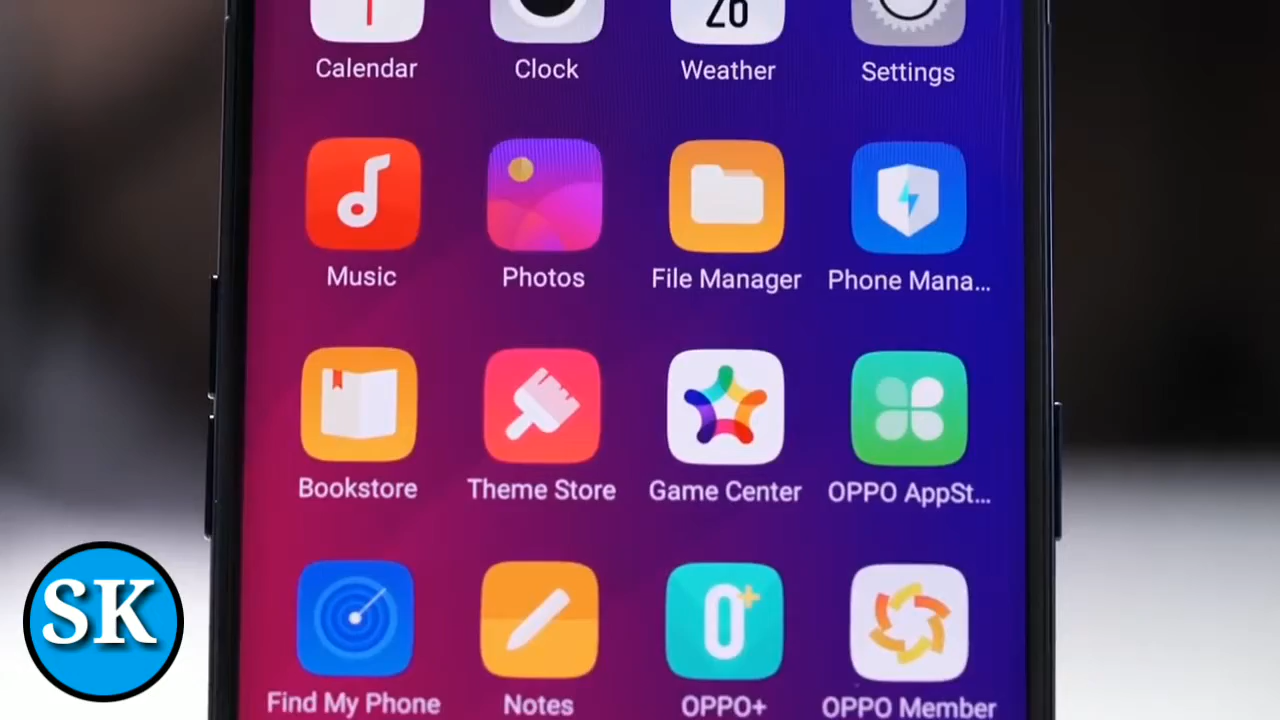 26
Calendar
Clock
Weather
Settings
Music
Photos
File Manager
Phone Mana...
Bookstore
Theme Store
Game Center
OPPO AppSt...
Find My Phone
Notes
OPPO+
OPPO Member
SK